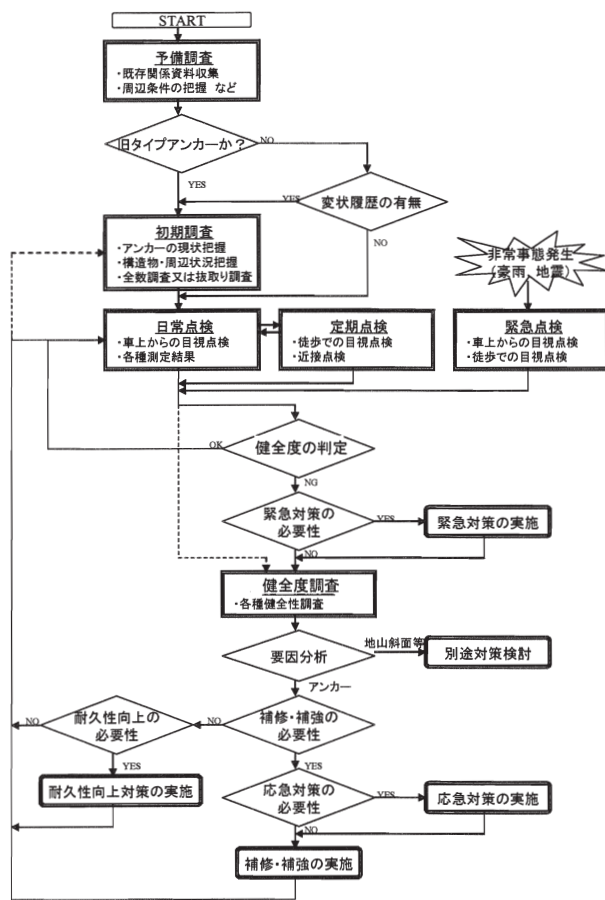 START
予備調査
・既存関係資料収集
・周辺条件の把握 など
旧タイプアンカーか?
NO
YES
YES
変状履歴の有無
NO
初期調査
・アンカーの現状把握
・構造物・周辺状況把握
・全数調査又は抜取り調査
非常事態発生
(豪雨、地震)
日常点検
・車上からの目視点検
・各種測定結果
定期点検
・徒歩での目視点検
・近接点検
緊急点検
・車上からの目視点検
・徒歩での目視点検
OK
健全度の判定
NG
緊急対策の
必要性
YES
緊急対策の実施
NO
健全度調査
・各種健全性調査
要因分析
地山斜面等
別途対策検討
アンカー
NO
耐久性向上の
必要性
NO
補修・補強の
必要性
YES
YES
耐久性向上対策の実施
応急対策の
必要性
YES
応急対策の実施
NO
補修・補強の実施